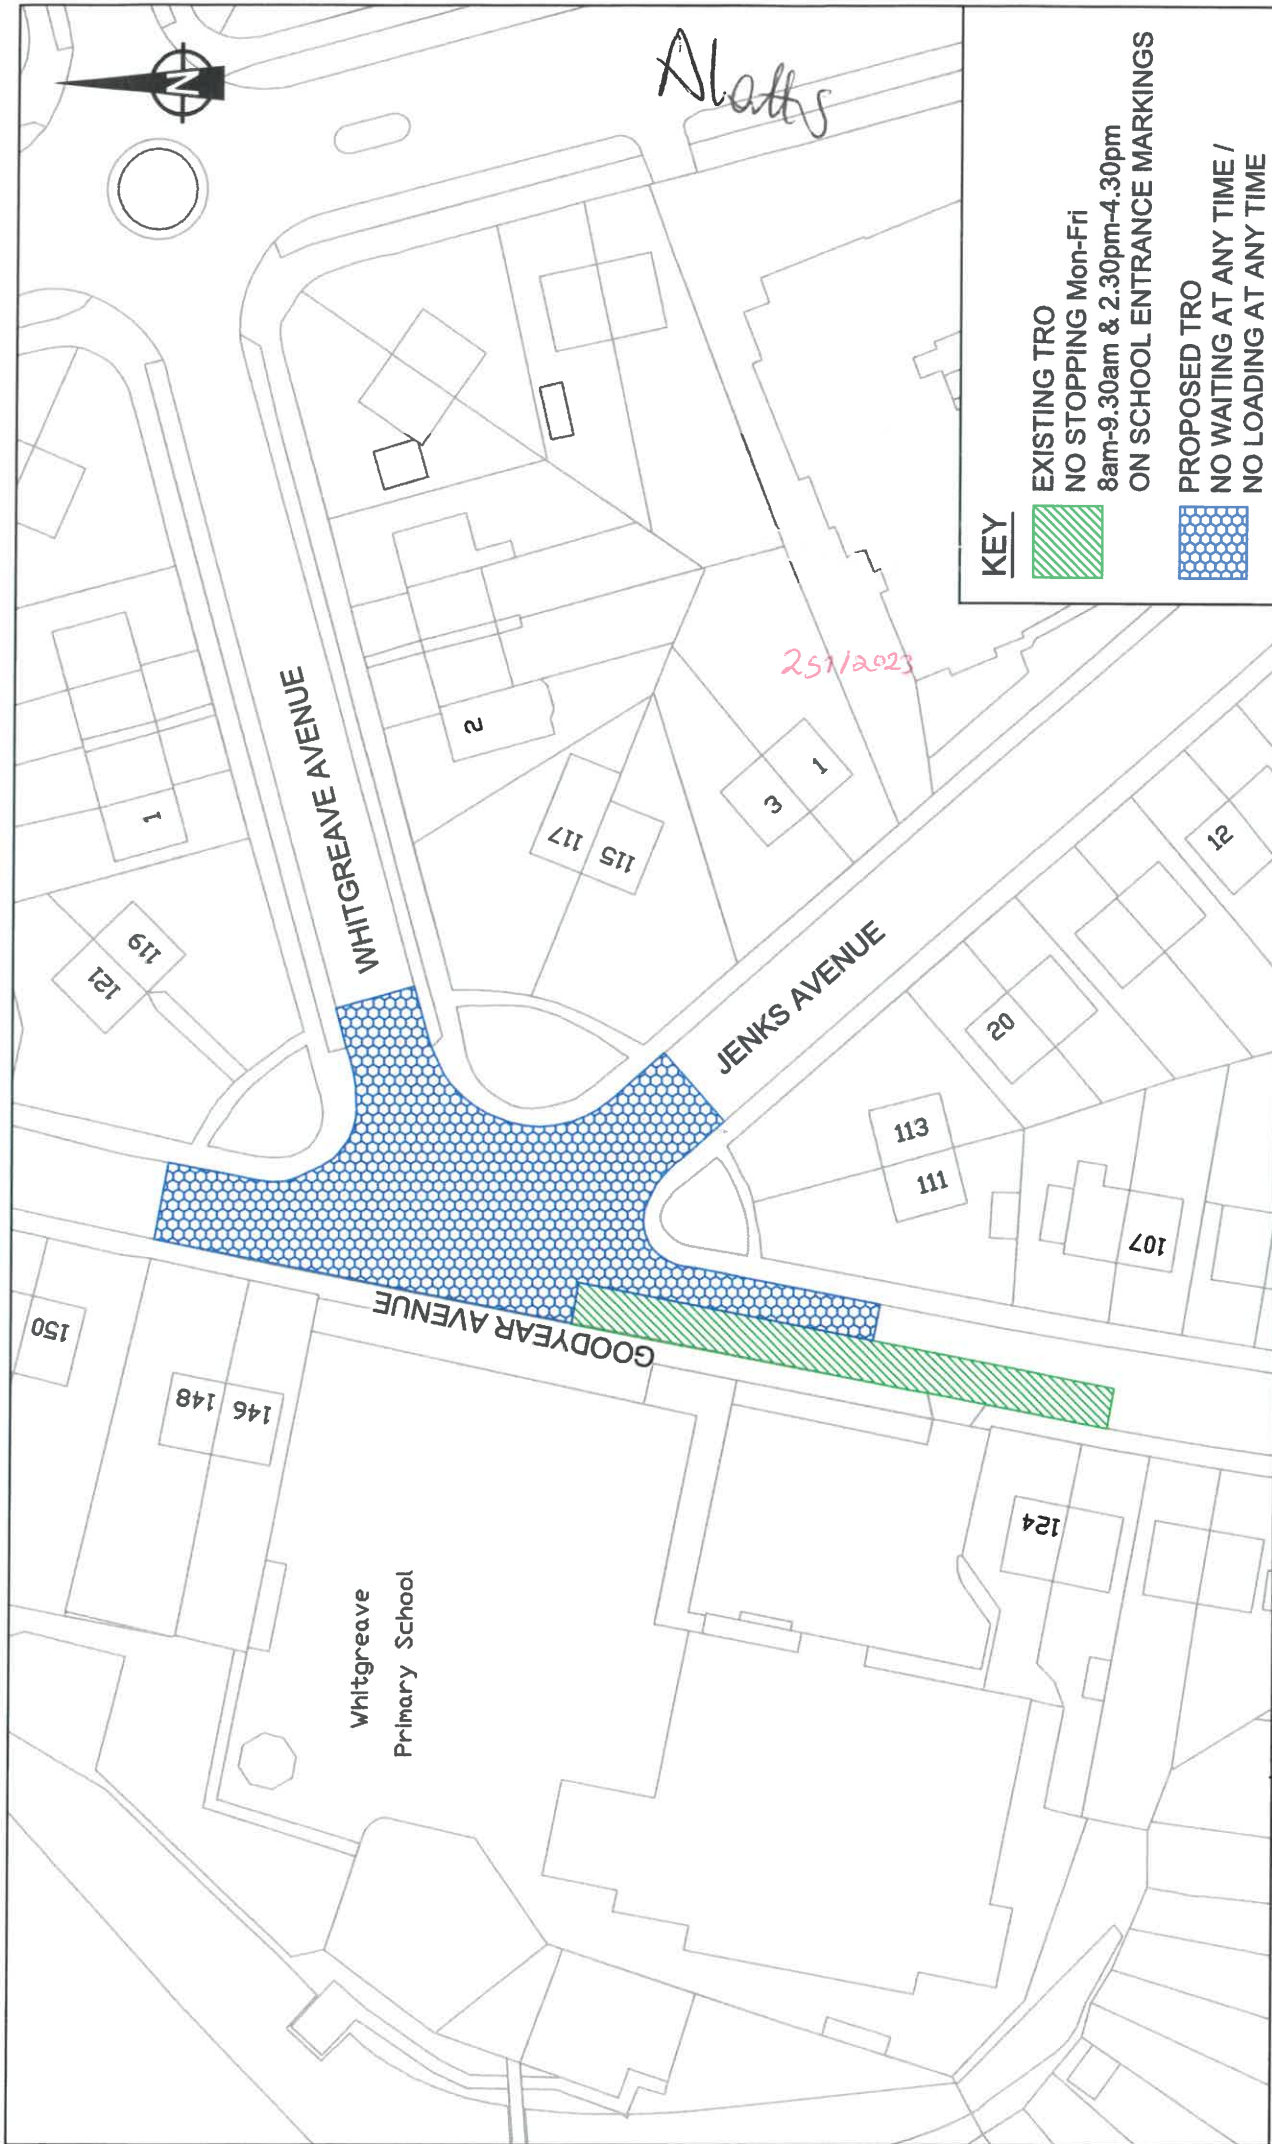 N
WHITGREAVE AVENUE
JENKS AVENUE
GOODYEAR AVENUE
Whitgreave
Primary School
150
148
146
124
121
119
1
2
117
115
3
1
113
111
107
20
12
KEY
EXISTING TRO
NO STOPPING Mon-Fri
8am-9.30am & 2.30pm-4.30pm
ON SCHOOL ENTRANCE MARKINGS
PROPOSED TRO
NO WAITING AT ANY TIME /
NO LOADING AT ANY TIME